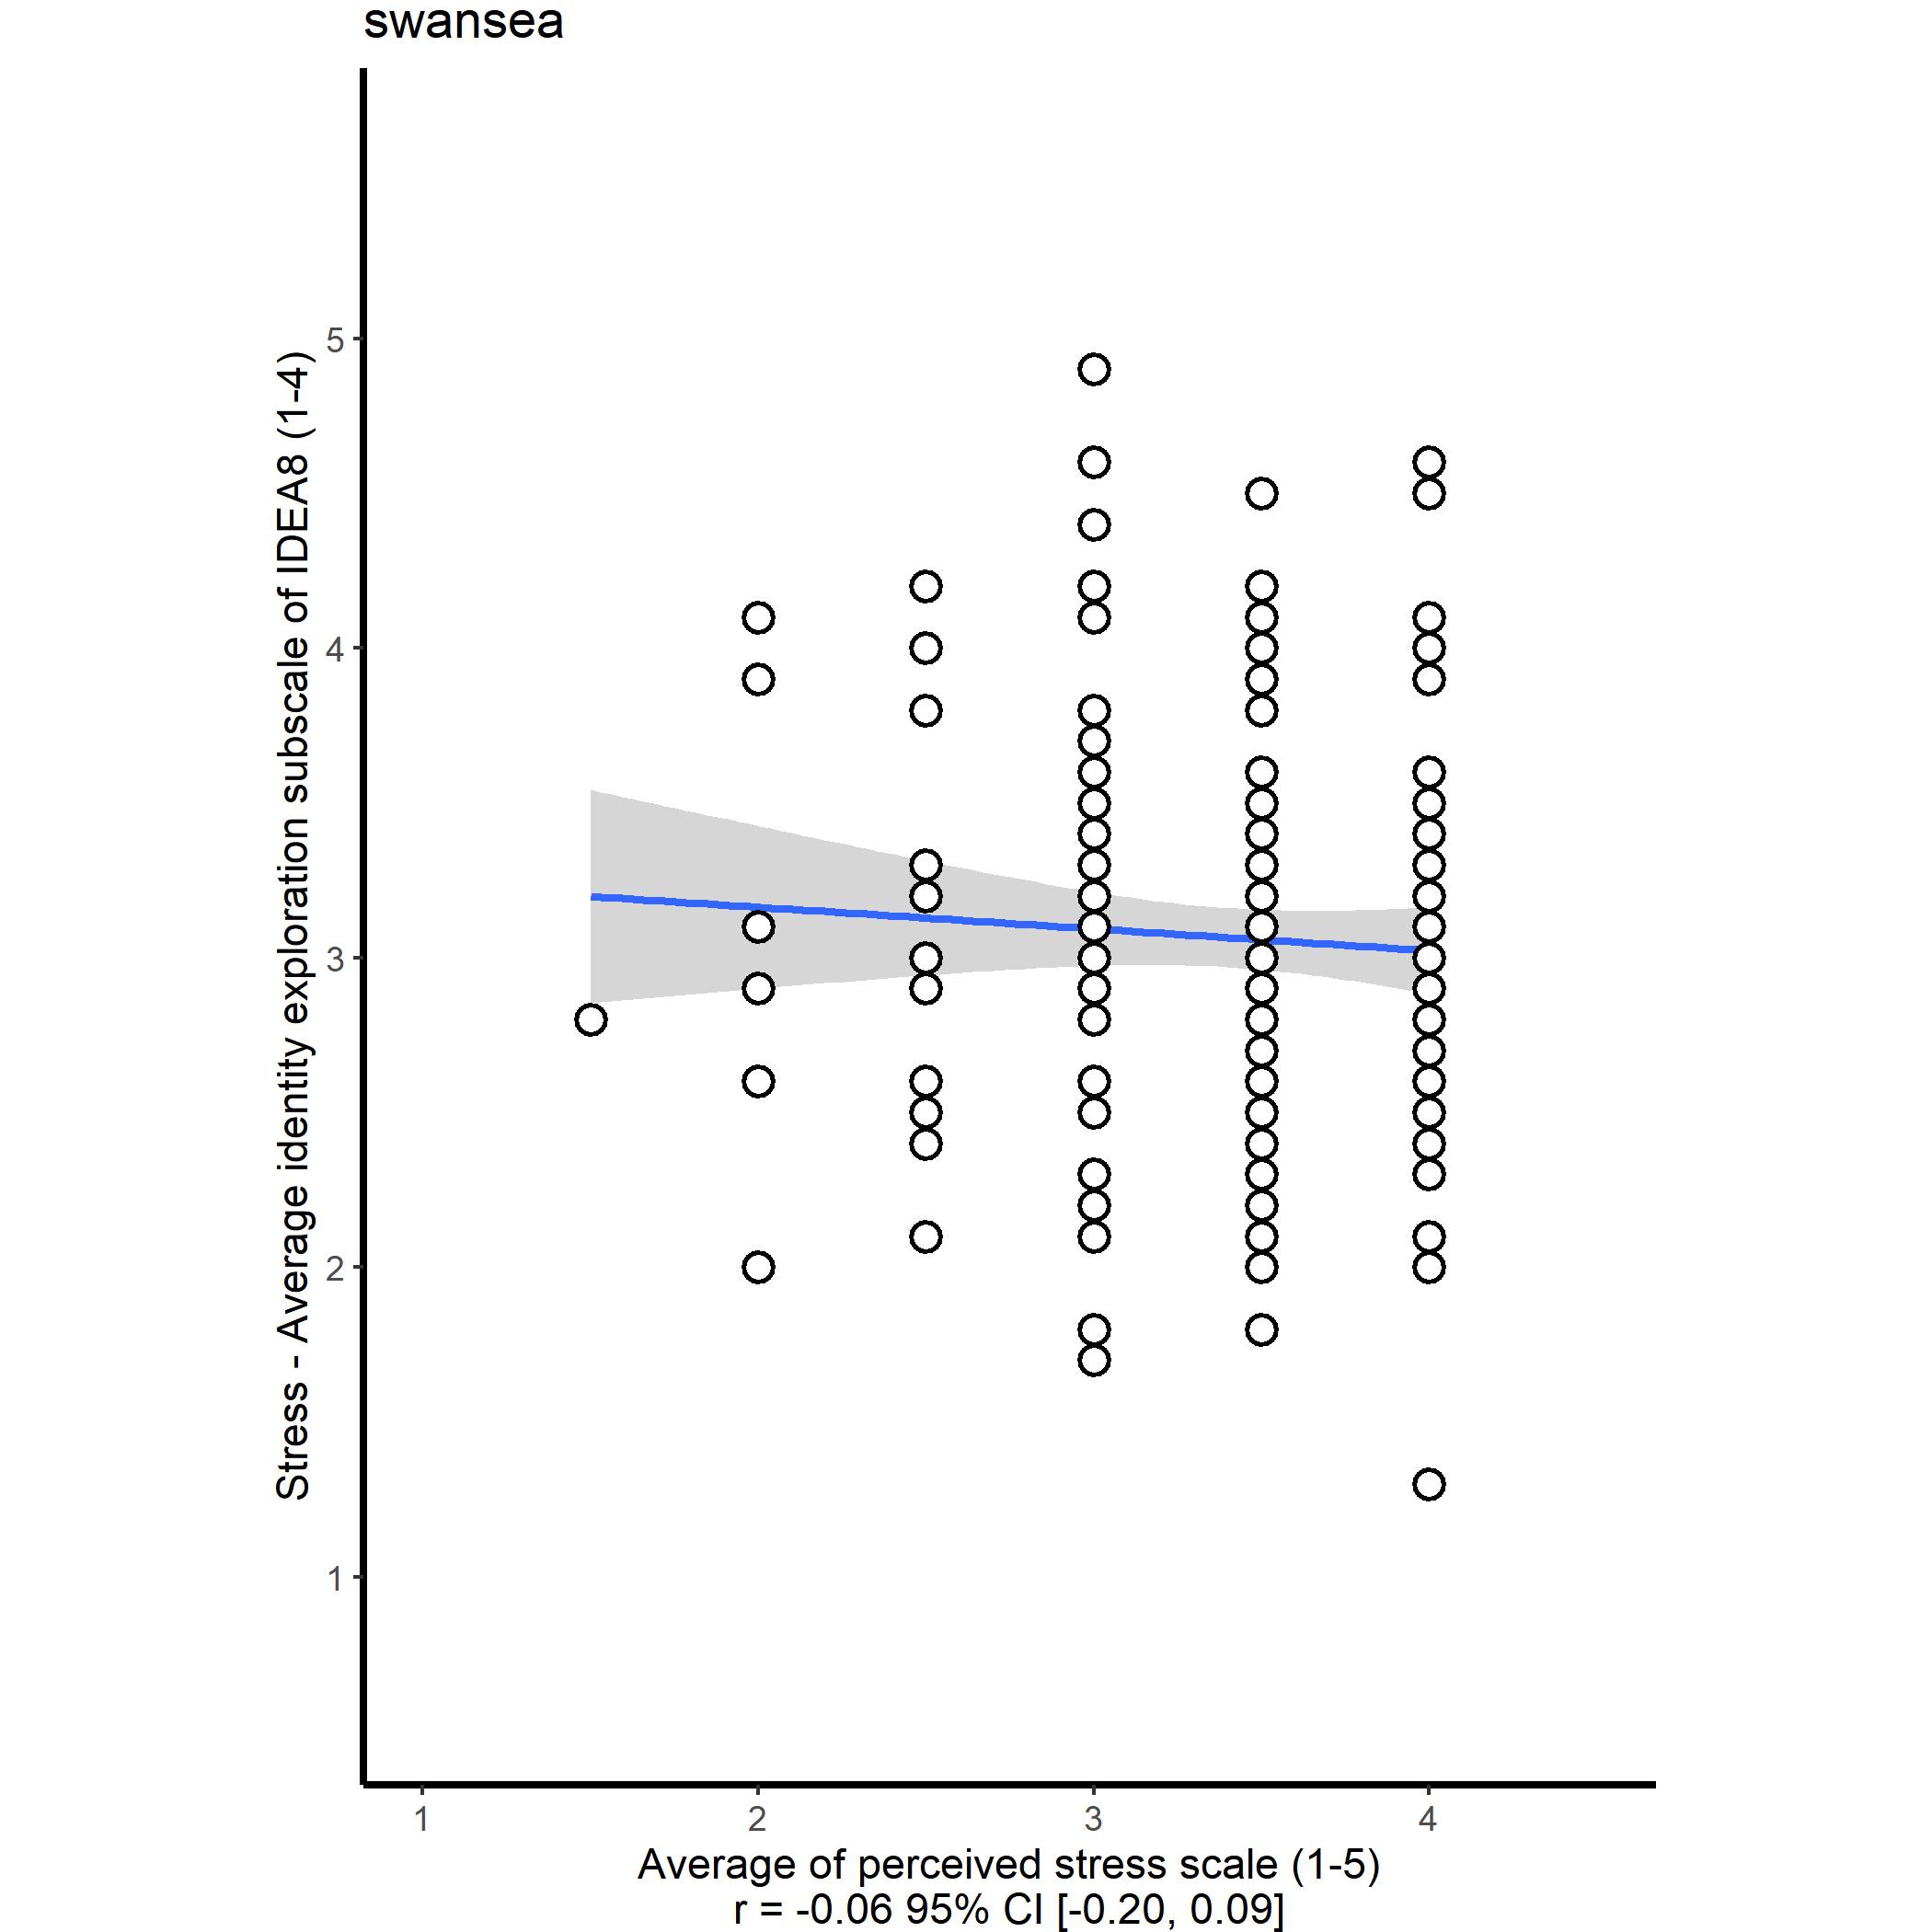 swansea
Stress - Average identity exploration subscale of IDEA8 (1-4)
5
4
3
2
1
1
2
3
4
Average of perceived stress scale (1-5)
r = -0.06 95% CI [-0.20, 0.09]